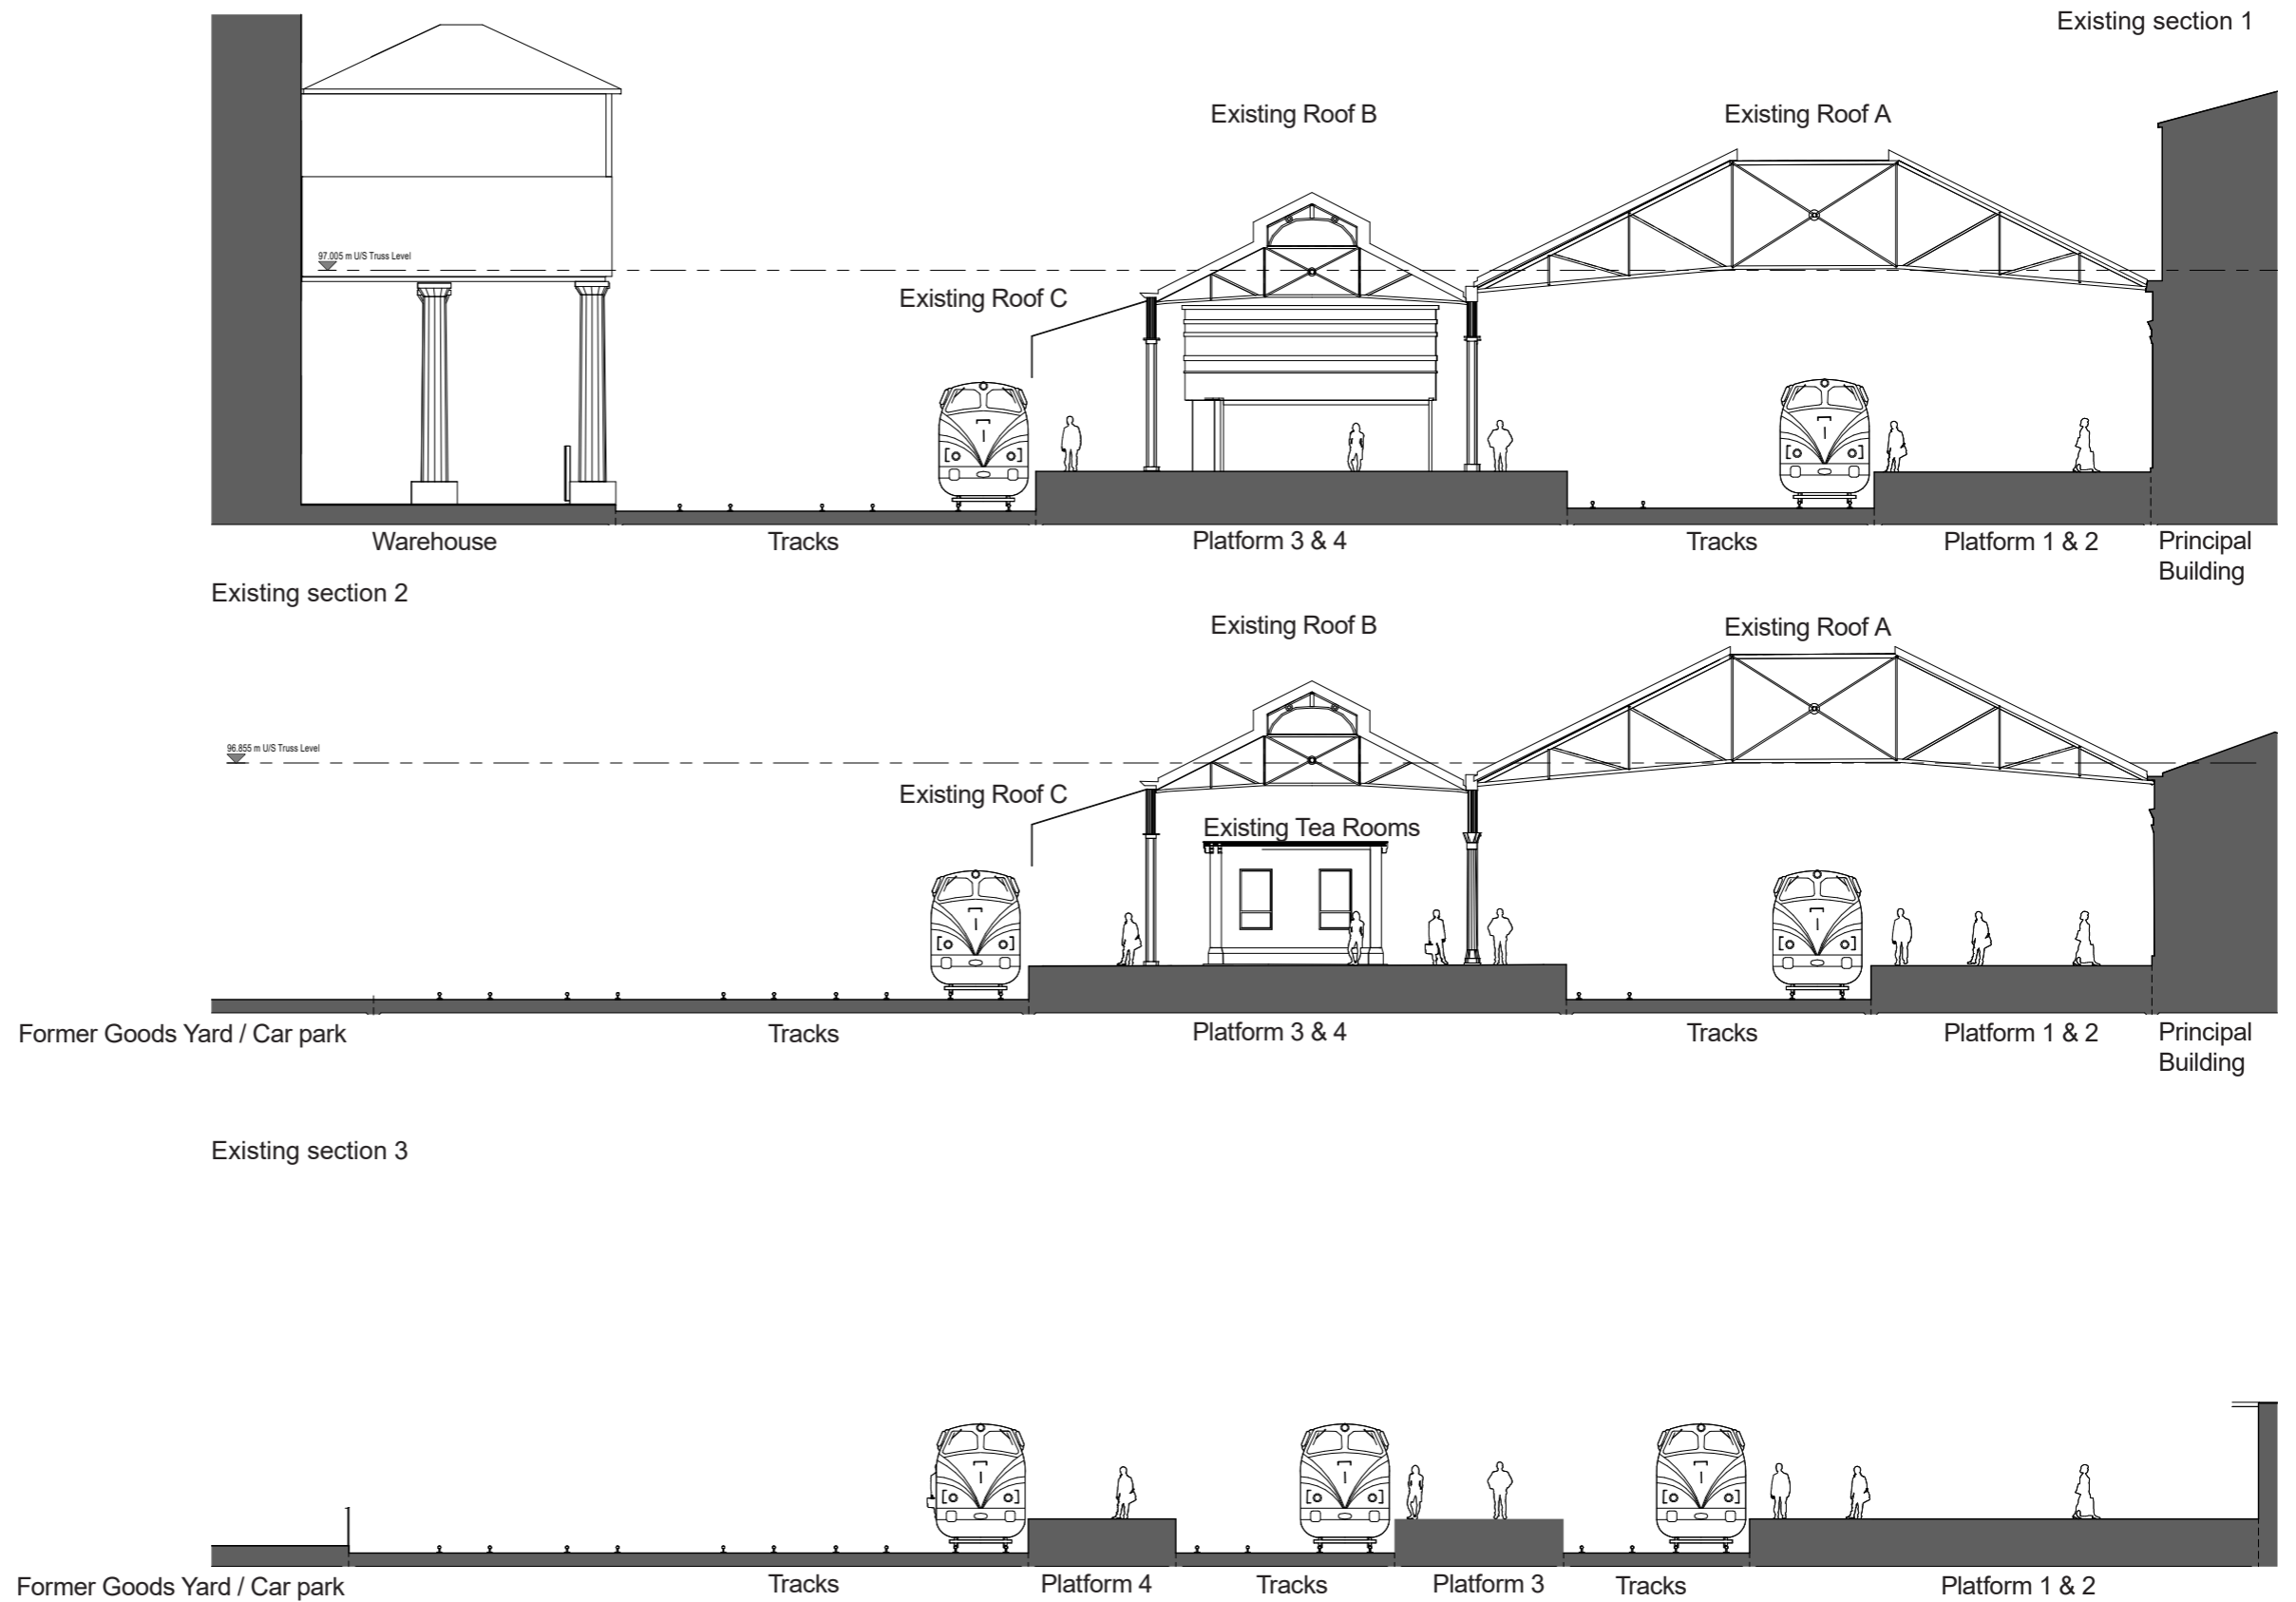 Existing section 1
Existing Roof B
Existing Roof A
97.005 m U/S Truss Level
Existing Roof C
Warehouse
Tracks
Platform 3 & 4
Tracks
Platform 1 & 2
Principal
Building
Existing section 2
Existing Roof B
Existing Roof A
96.855 m U/S Truss Level
Existing Roof C
Existing Tea Rooms
Former Goods Yard / Car park
Tracks
Platform 3 & 4
Tracks
Platform 1 & 2
Principal
Building
Existing section 3
Former Goods Yard / Car park
Tracks
Platform 4
Tracks
Platform 3
Tracks
Platform 1 & 2